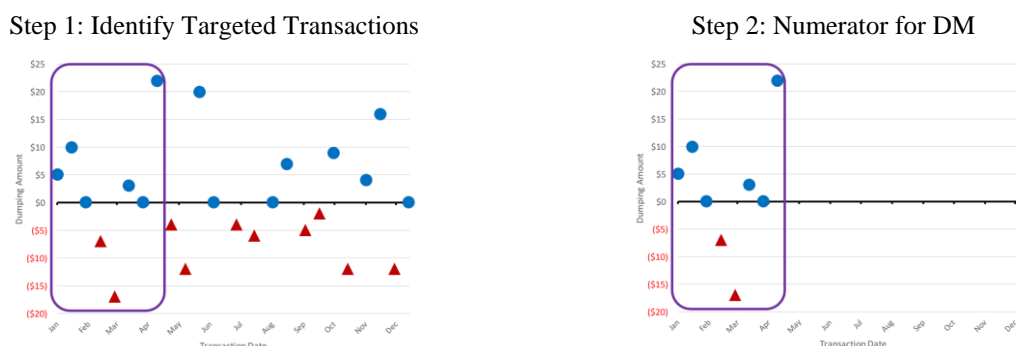 Step 1: Identify Targeted Transactions
$25
$20
$15
$10
$5
$0
($5)
($10)
($15)
($20)
Dumping Amount
Jan Feb Mar Apr May Jun Jul Aug Sep Oct Nov Dec
Transaction Date
Step 2: Numerator for DM
$25
$20
$15
$10
$5
$0
($5)
($10)
($15)
($20)
Dumping Amount
Jan Feb Mar Apr May Jun Jul Aug Sep Oct Nov Dec
Transaction Date